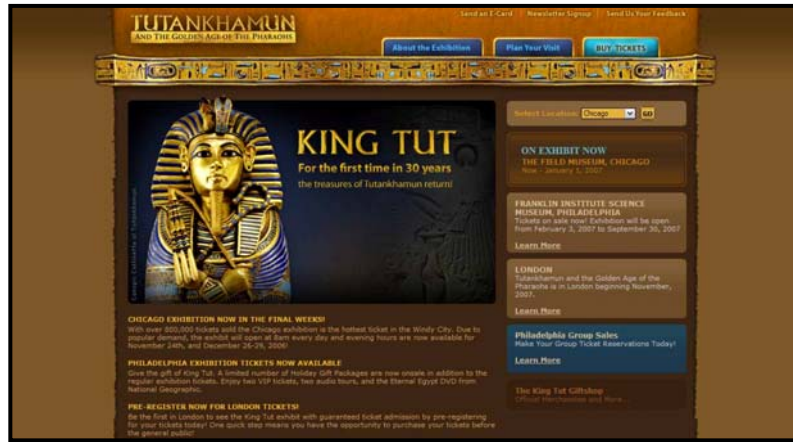 Send an E-Card | Newsletter Signup | Send Us Your Feedback
TUTANKHAMUN
AND THE GOLDEN AGE OF THE PHARAOHS
About the Exhibition
Plan Your Visit
BUY TICKETS
KING TUT
For the first time in 30 years
the treasures of Tutankhamun return!
CHICAGO EXHIBITION NOW IN THE FINAL WEEKS!
With over 800,000 tickets sold the Chicago exhibition is the hottest ticket in the Windy City. Due to
popular demand, the exhibit will open at 8am every day and evening hours are now available for
November 24th, and December 26-29, 2006!
PHILADELPHIA EXHIBITION TICKETS NOW AVAILABLE
Give the gift of King Tut. A limited number of Holiday Gift Packages are now onsale in addition to the
regular exhibition tickets. Enjoy two VIP tickets, two audio tours, and the Eternal Egypt DVD from
National Geographic.
PRE-REGISTER NOW FOR LONDON TICKETS!
Be the first in London to see the King Tut exhibit with guaranteed ticket admission by pre-registering
for your tickets today! One quick step means you have the opportunity to purchase your tickets before
the general public!
Select Location: Chicago GO
ON EXHIBIT NOW
THE FIELD MUSEUM, CHICAGO
Now - January 1, 2007
FRANKLIN INSTITUTE SCIENCE
MUSEUM, PHILADELPHIA
Tickets on sale now! Exhibition will be open
from February 3, 2007 to September 30, 2007
Learn More
LONDON
Tutankhamun and the Golden Age of the
Pharaohs is in London beginning November,
2007.
Learn More
Philadelphia Group Sales
Make Your Group Ticket Reservations Today!
Learn More
The King Tut Giftshop
Official Merchandise and More